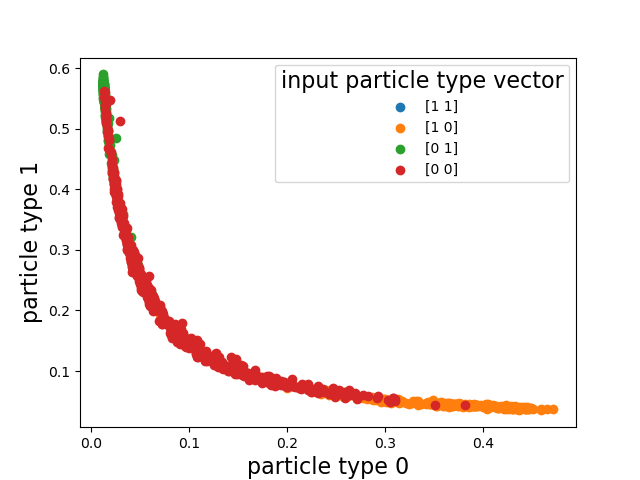 0.6
0.5
0.4
0.3
0.2
0.1
particle type 1
input particle type vector
[1 1]
[1 0]
[0 1]
[0 0]
0.0 0.1 0.2 0.3 0.4
particle type 0